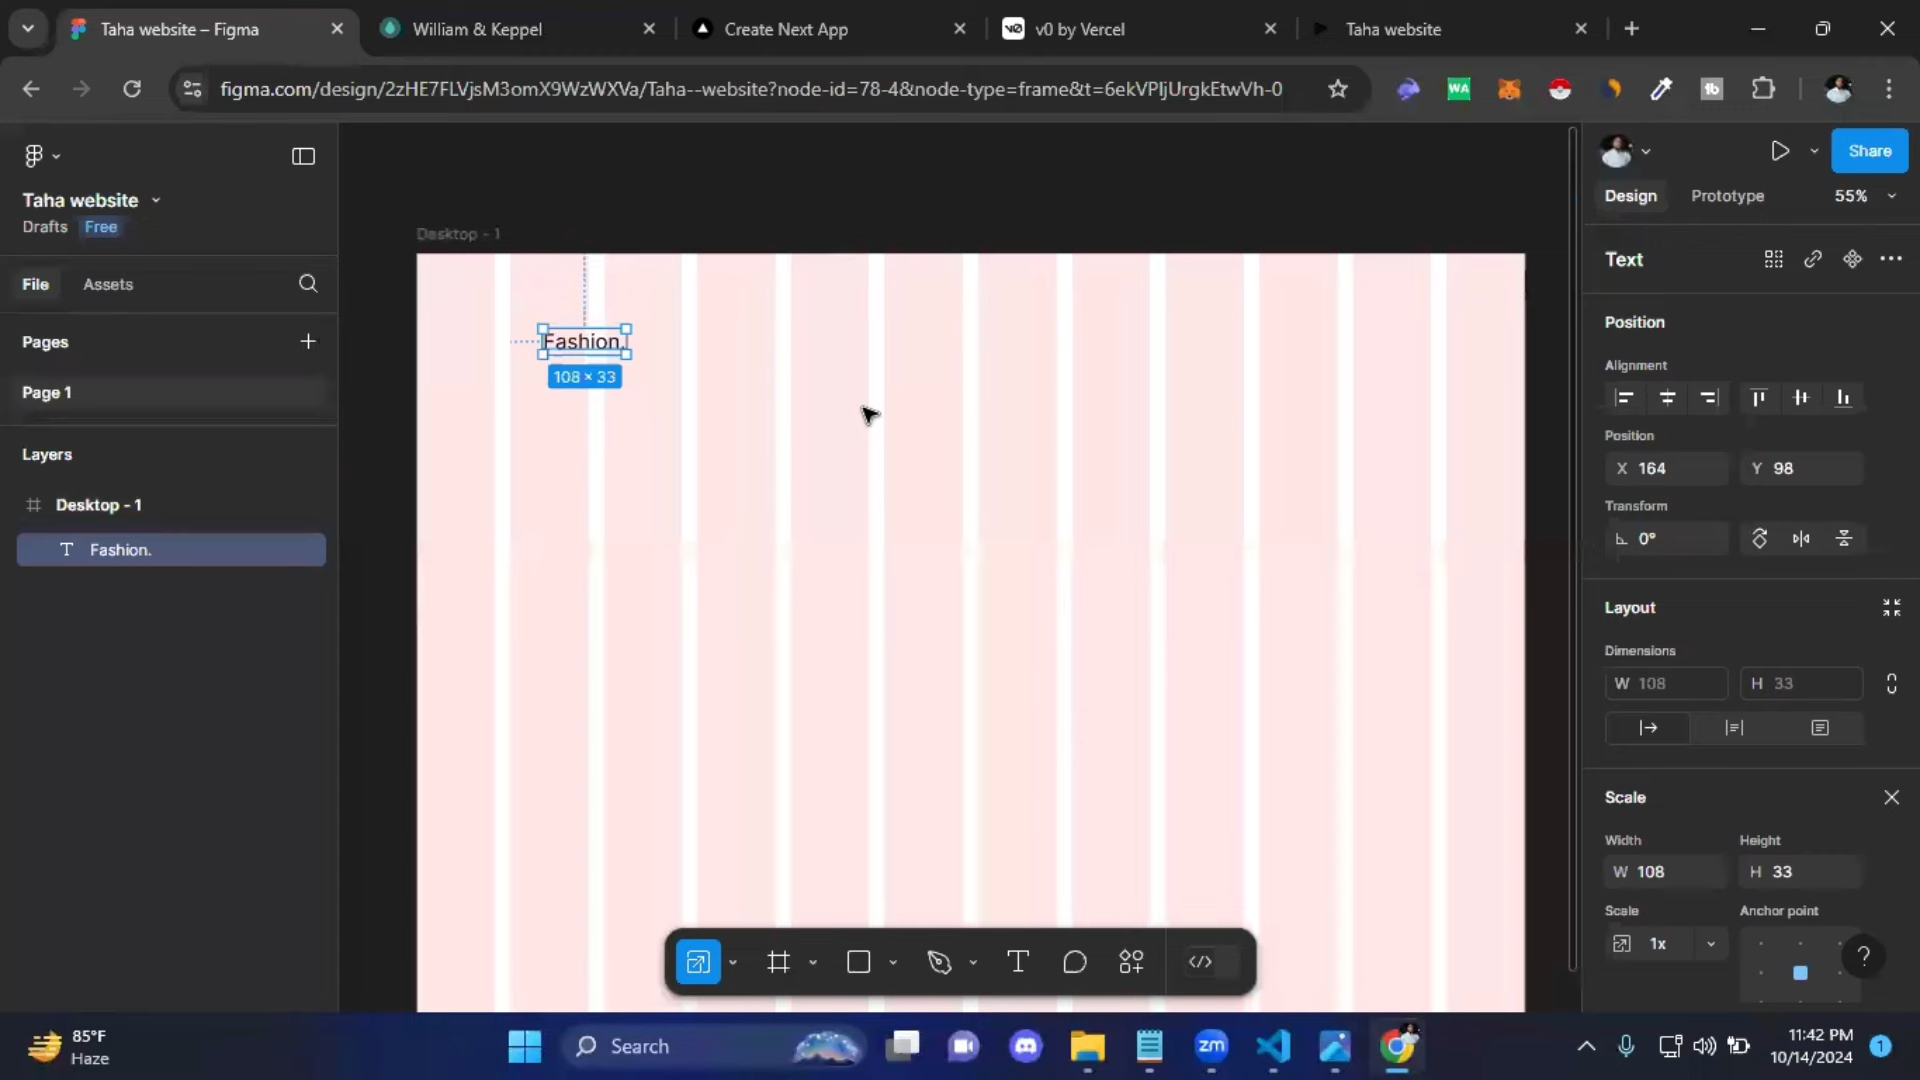 Taha website – Figma
William & Keppel
Create Next App
v0 by Vercel
Taha website
figma.com/design/2zHE7FLVjsM3omX9WzWXVa/Taha--website?node-id=78-4&node-type=frame&t=6ekVPljUrgkEtwVh-0
WA
Taha website
Drafts Free
File Assets
Pages
Page 1
Layers
Desktop - 1
T Fashion.
Desktop - 1
Fashion.
108 × 33
Share
Design Prototype 55%
Text
Position
Alignment
Position
X 164 Y 98
Transform
0°
Layout
Dimensions
W 108 H 33
Scale
Width Height
W 108 H 33
Scale Anchor point
1x
?
85°F
Haze
Search
zm
11:42 PM
10/14/2024
1